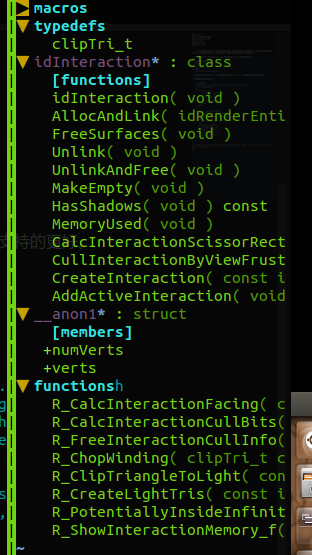 macros
typedefs
clipTri_t
idInteraction* : class
[functions]
idInteraction( void )
AllocAndLink( idRenderEnti
FreeSurfaces( void )
Unlink( void )
UnlinkAndFree( void )
MakeEmpty( void )
HasShadows( void ) const
MemoryUsed( void )
CalcInteractionScissorRect
CullInteractionByViewFrust
CreateInteraction( const i
AddActiveInteraction( void
__anon1* : struct
[members]
+numVerts
+verts
functions
R_CalcInteractionFacing( c
R_CalcInteractionCullBits(
R_FreeInteractionCullInfo(
R_ChopWinding( clipTri_t c
R_ClipTriangleToLight( con
R_CreateLightTris( const i
R_PotentiallyInsideInfinit
R_ShowInteractionMemory_f(
~